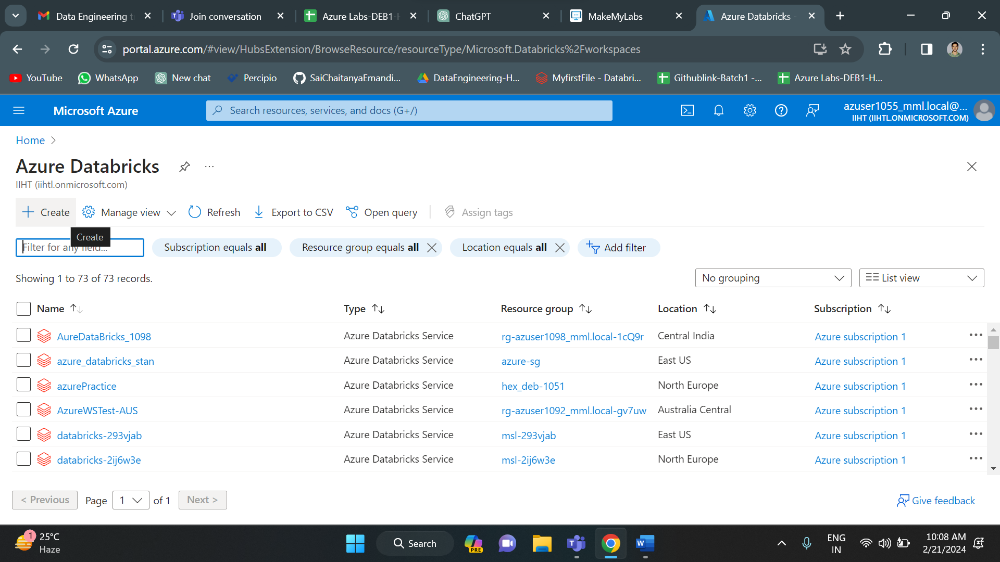 Data Engineering t
Join conversation
Azure Labs-DEB1-H
ChatGPT
MakeMyLabs
Azure Databricks -
portal.azure.com/#view/HubsExtension/BrowseResource/resourceType/Microsoft.Databricks%2Fworkspaces
YouTube
WhatsApp
New chat
Percipio
SaiChaitanyaEmandi...
DataEngineering-H...
MyfirstFile - Databri...
Githublink-Batch1 -...
Azure Labs-DEB1-H...
Microsoft Azure
Search resources, services, and docs (G+/)
azuser1055_mml.local@...
IIHT (IIHTL.ONMICROSOFT.COM)
Home
Azure Databricks
IIHT (iihtl.onmicrosoft.com)
Create
Manage view
Refresh
Export to CSV
Open query
Assign tags
Create
Filter for any field...
Subscription equals all
Resource group equals all
Location equals all
Add filter
Showing 1 to 73 of 73 records.
No grouping
List view
Name Type Resource group Location Subscription
AureDataBricks_1098 Azure Databricks Service rg-azuser1098_mml.local-1cQ9r Central India Azure subscription 1
azure_databricks_stan Azure Databricks Service azure-sg East US Azure subscription 1
azurePractice Azure Databricks Service hex_deb-1051 North Europe Azure subscription 1
AzureWSTest-AUS Azure Databricks Service rg-azuser1092_mml.local-gv7uw Australia Central Azure subscription 1
databricks-293vjab Azure Databricks Service msl-293vjab East US Azure subscription 1
databricks-2ij6w3e Azure Databricks Service msl-2ij6w3e North Europe Azure subscription 1
< Previous Page 1 of 1 Next >
Give feedback
1
25°C
Haze
Search
PRE
ENG
IN
10:08 AM
2/21/2024